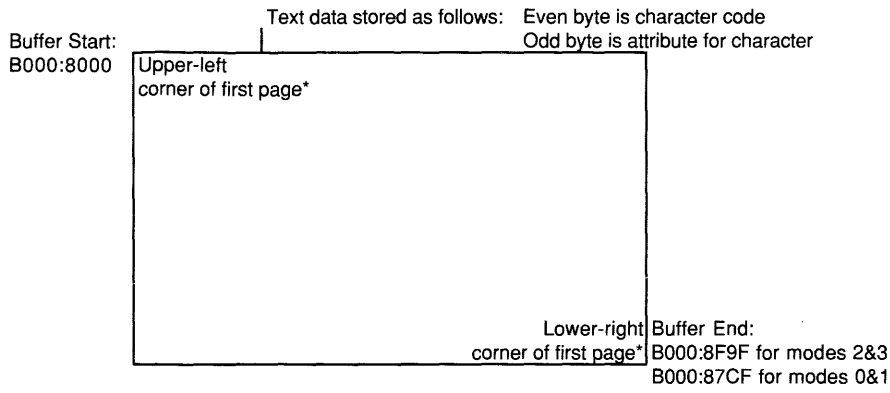 Text data stored as follows: Even byte is character code
Odd byte is attribute for character
Buffer Start:
B000:8000
Upper-left
corner of first page*
Lower-right
corner of first page*
Buffer End:
B000:8F9F for modes 2&3
B000:87CF for modes 0&1